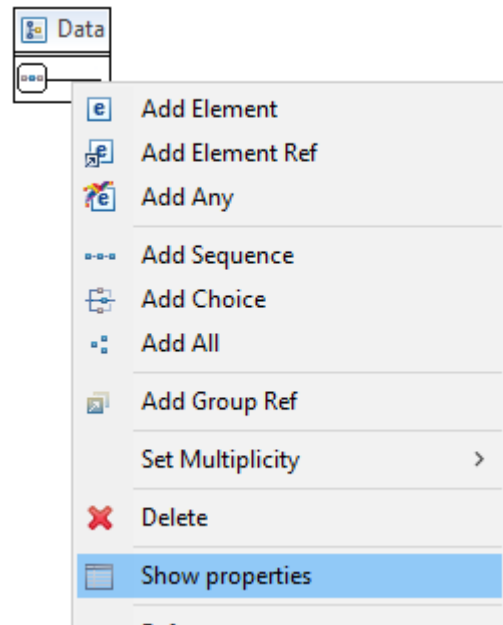 Data
Add Element
Add Element Ref
Add Any
Add Sequence
Add Choice
Add All
Add Group Ref
Set Multiplicity
Delete
Show properties